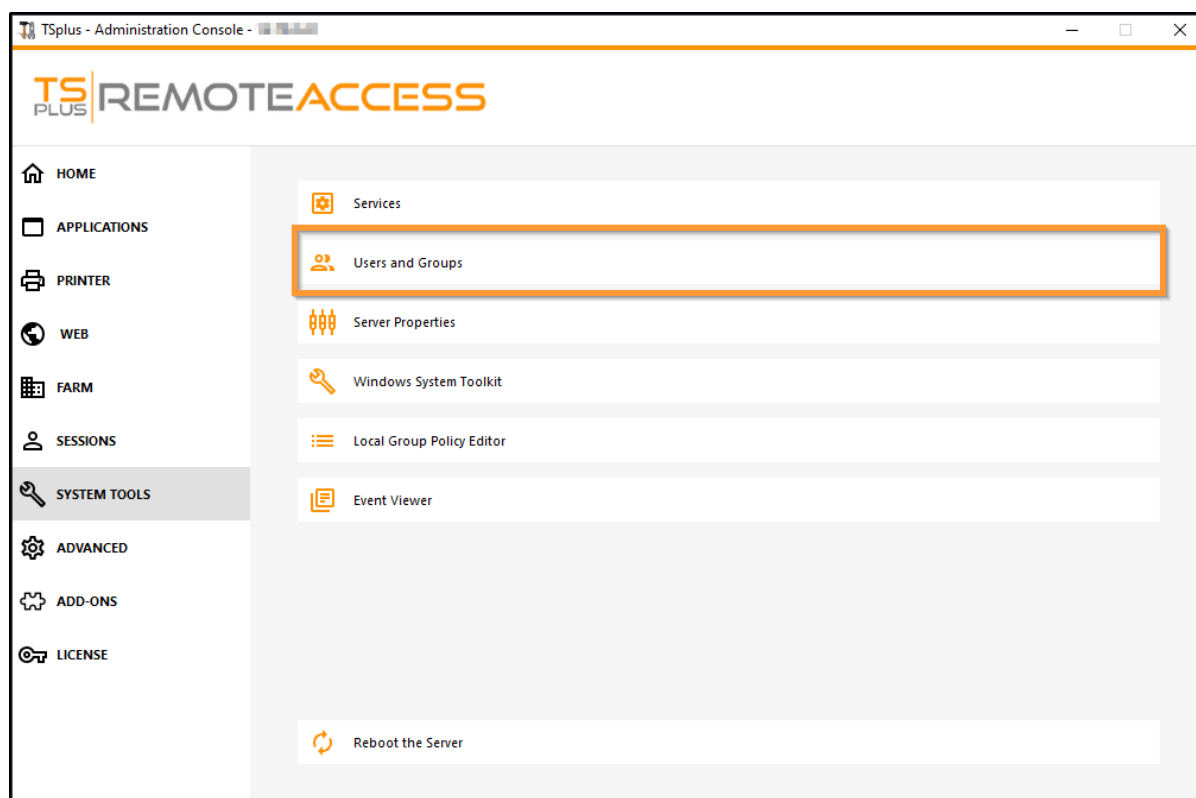 TSplus - Administration Console -
TS PLUS REMOTEACCESS
HOME
APPLICATIONS
PRINTER
WEB
FARM
SESSIONS
SYSTEM TOOLS
ADVANCED
ADD-ONS
LICENSE
Services
Users and Groups
Server Properties
Windows System Toolkit
Local Group Policy Editor
Event Viewer
Reboot the Server